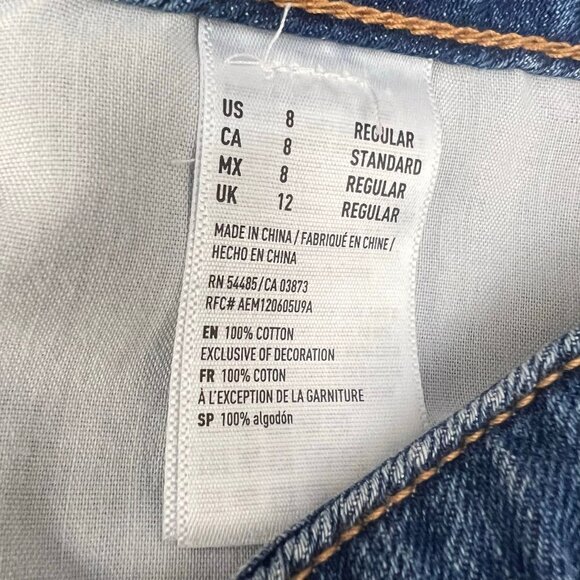 US 8 REGULAR
CA 8 STANDARD
MX 8 REGULAR
UK 12 REGULAR
MADE IN CHINA / FABRIQUÉ EN CHINE /
HECHO EN CHINA
RN 54485/CA 03873
RFC# AEM120605U9A
EN 100% COTTON
EXCLUSIVE OF DECORATION
FR 100% COTON
À L'EXCEPTION DE LA GARNITURE
SP 100% algodón